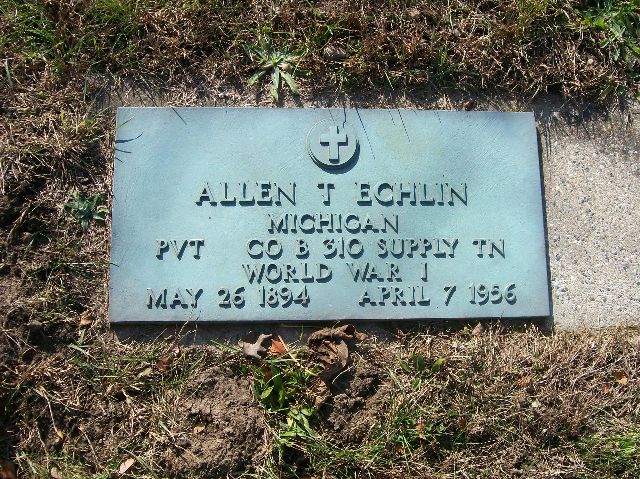 ALLEN T ECHLIN
MICHIGAN
PVT CO B 310 SUPPLY TN
WORLD WAR I
MAY 26 1894 APRIL 7 1956